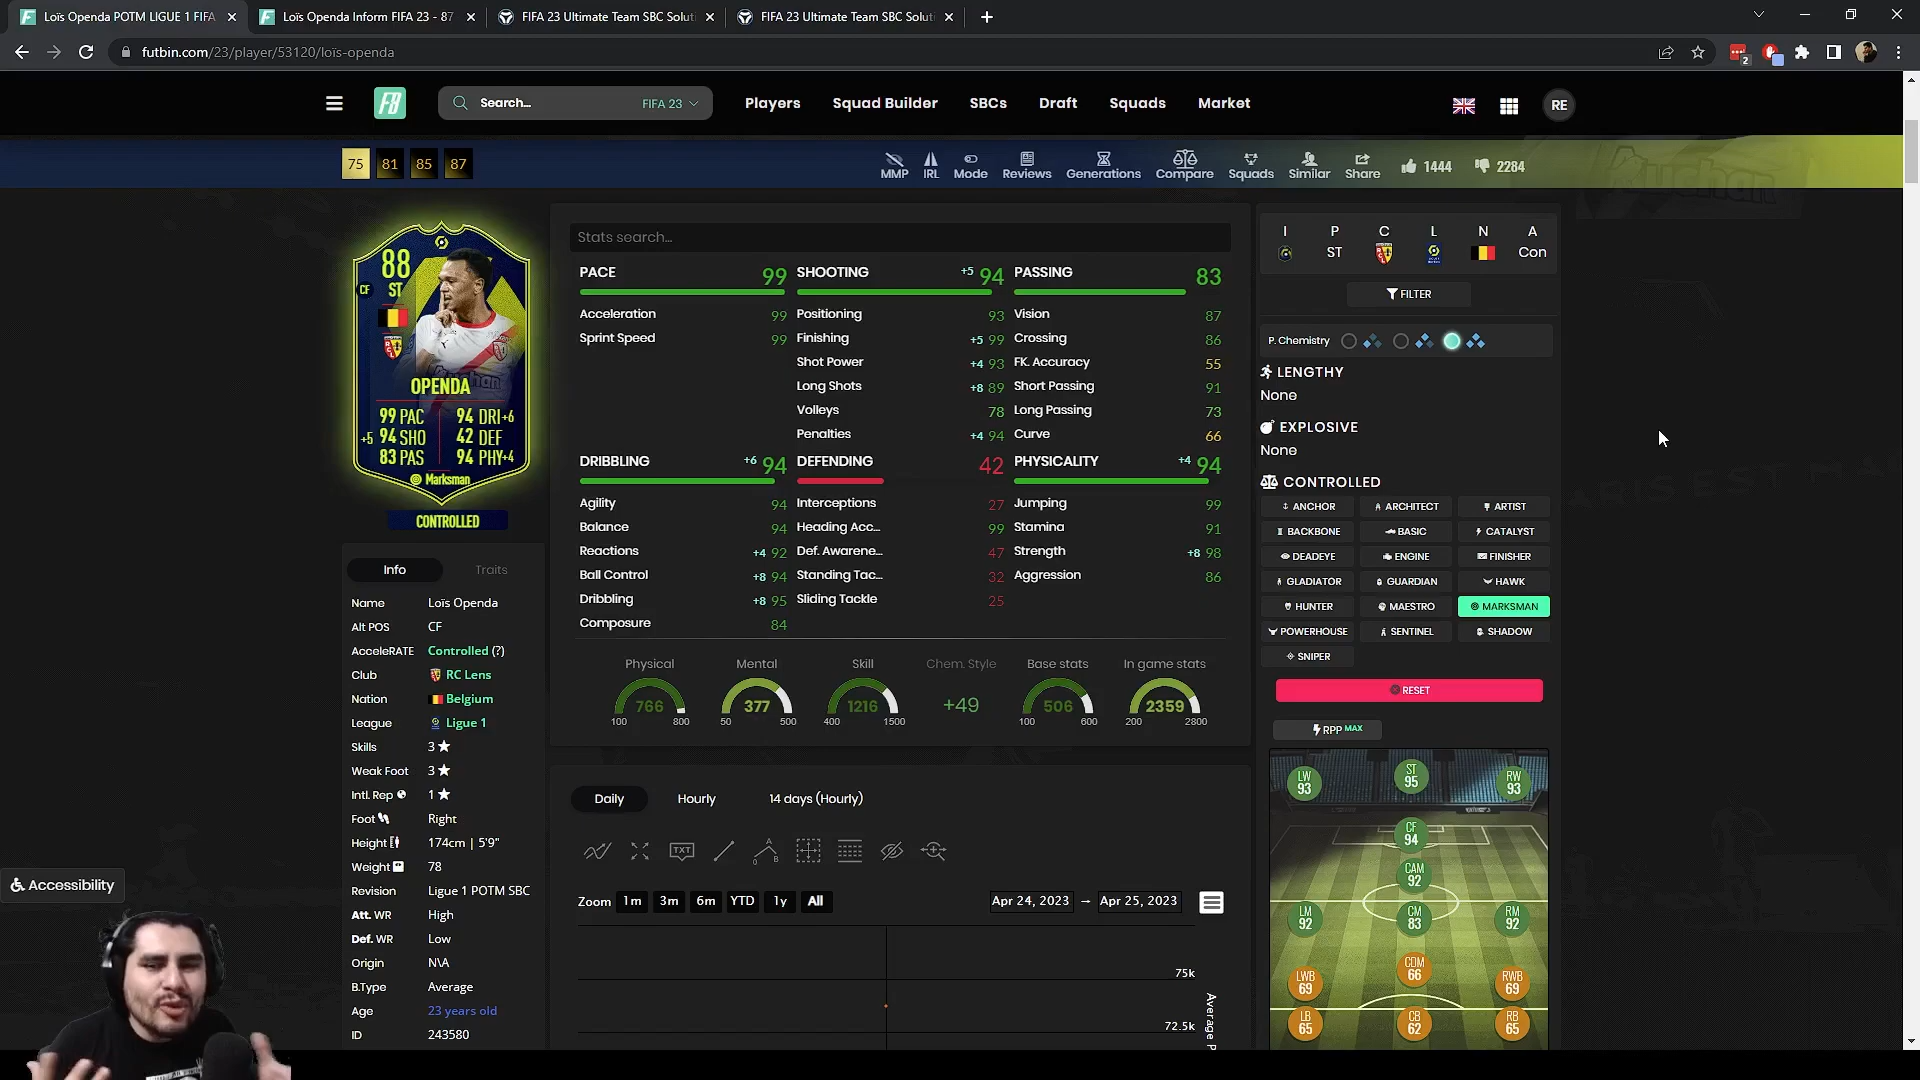 Loïs Openda POTM LIGUE 1 FIFA
Loïs Openda Inform FIFA 23 - 87
FIFA 23 Ultimate Team SBC Soluti
FIFA 23 Ultimate Team SBC Soluti
futbin.com/23/player/53120/loïs-openda
2
Search...
FIFA 23
Players
Squad Builder
SBCs
Draft
Squads
Market
RE
75 81 85 87
MMP IRL Mode Reviews Generations Compare Squads Similar Share 1444 2284
88
CF ST
OPENDA
99 PAC 94 DRI+6
+5 94 SHO 42 DEF
83 PAS 94 PHY+4
Marksman
CONTROLLED
Info Traits
Name Loïs Openda
Alt POS CF
AcceleRATE Controlled (?)
Club RC Lens
Nation Belgium
League Ligue 1
Skills 3
Weak Foot 3
Intl. Rep 1
Foot Right
Height 174cm | 5'9"
Weight 78
Revision Ligue 1 POTM SBC
Att. WR High
Def. WR Low
Origin N\A
B.Type Average
Age 23 years old
ID 243580
Accessibility
Stats search...
PACE 99
Acceleration 99
Sprint Speed 99
SHOOTING +5 94
Positioning 93
Finishing +5 99
Shot Power +4 93
Long Shots +8 89
Volleys 78
Penalties +4 94
PASSING 83
Vision 87
Crossing 86
FK. Accuracy 55
Short Passing 91
Long Passing 73
Curve 66
DRIBBLING +6 94
Agility 94
Balance 94
Reactions +4 92
Ball Control +8 94
Dribbling +8 95
Composure 84
DEFENDING 42
Interceptions 27
Heading Acc... 99
Def. Awarene... 47
Standing Tac... 32
Sliding Tackle 25
PHYSICALITY +4 94
Jumping 99
Stamina 91
Strength +8 98
Aggression 86
Physical Mental Skill Chem. Style Base stats In game stats
766 377 1216 +49 506 2359
100 800 50 500 400 1500 100 600 200 2800
Daily Hourly 14 days (Hourly)
TXT
A
0 B
Zoom 1m 3m 6m YTD 1y All
Apr 24, 2023 → Apr 25, 2023
75k
72.5k
Average P
I P C L N A
ST Con
FILTER
P. Chemistry
LENGTHY
None
EXPLOSIVE
None
CONTROLLED
ANCHOR ARCHITECT ARTIST
BACKBONE BASIC CATALYST
DEADEYE ENGINE FINISHER
GLADIATOR GUARDIAN HAWK
HUNTER MAESTRO MARKSMAN
POWERHOUSE SENTINEL SHADOW
SNIPER
RESET
RPP MAX
LW 93
ST 95
RW 93
CF 94
CAM 92
LM 92
CM 83
RM 92
LWB 69
CDM 66
RWB 69
LB 65
CB 62
RB 65